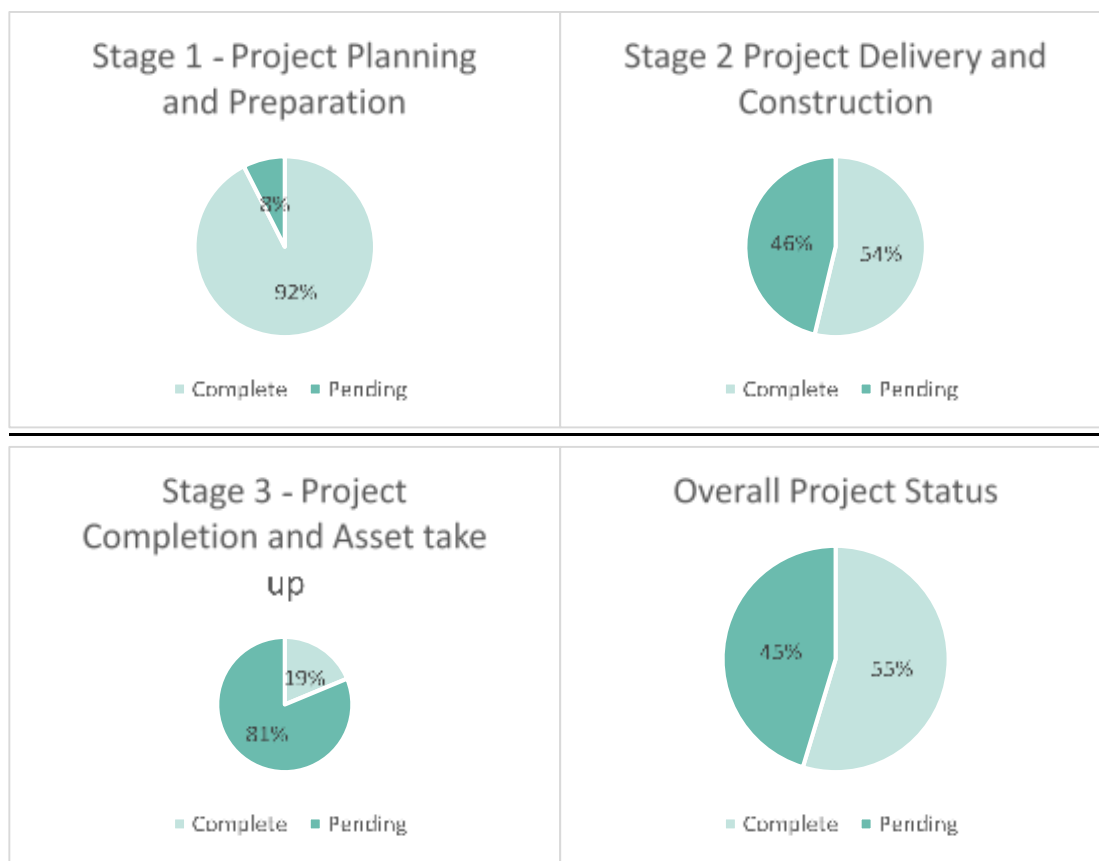 Stage 1 - Project Planning
and Preparation
8%
92%
Complete Pending
Stage 2 Project Delivery and
Construction
46%
54%
Complete Pending
Stage 3 - Project
Completion and Asset take
up
19%
81%
Complete Pending
Overall Project Status
45%
55%
Complete Pending